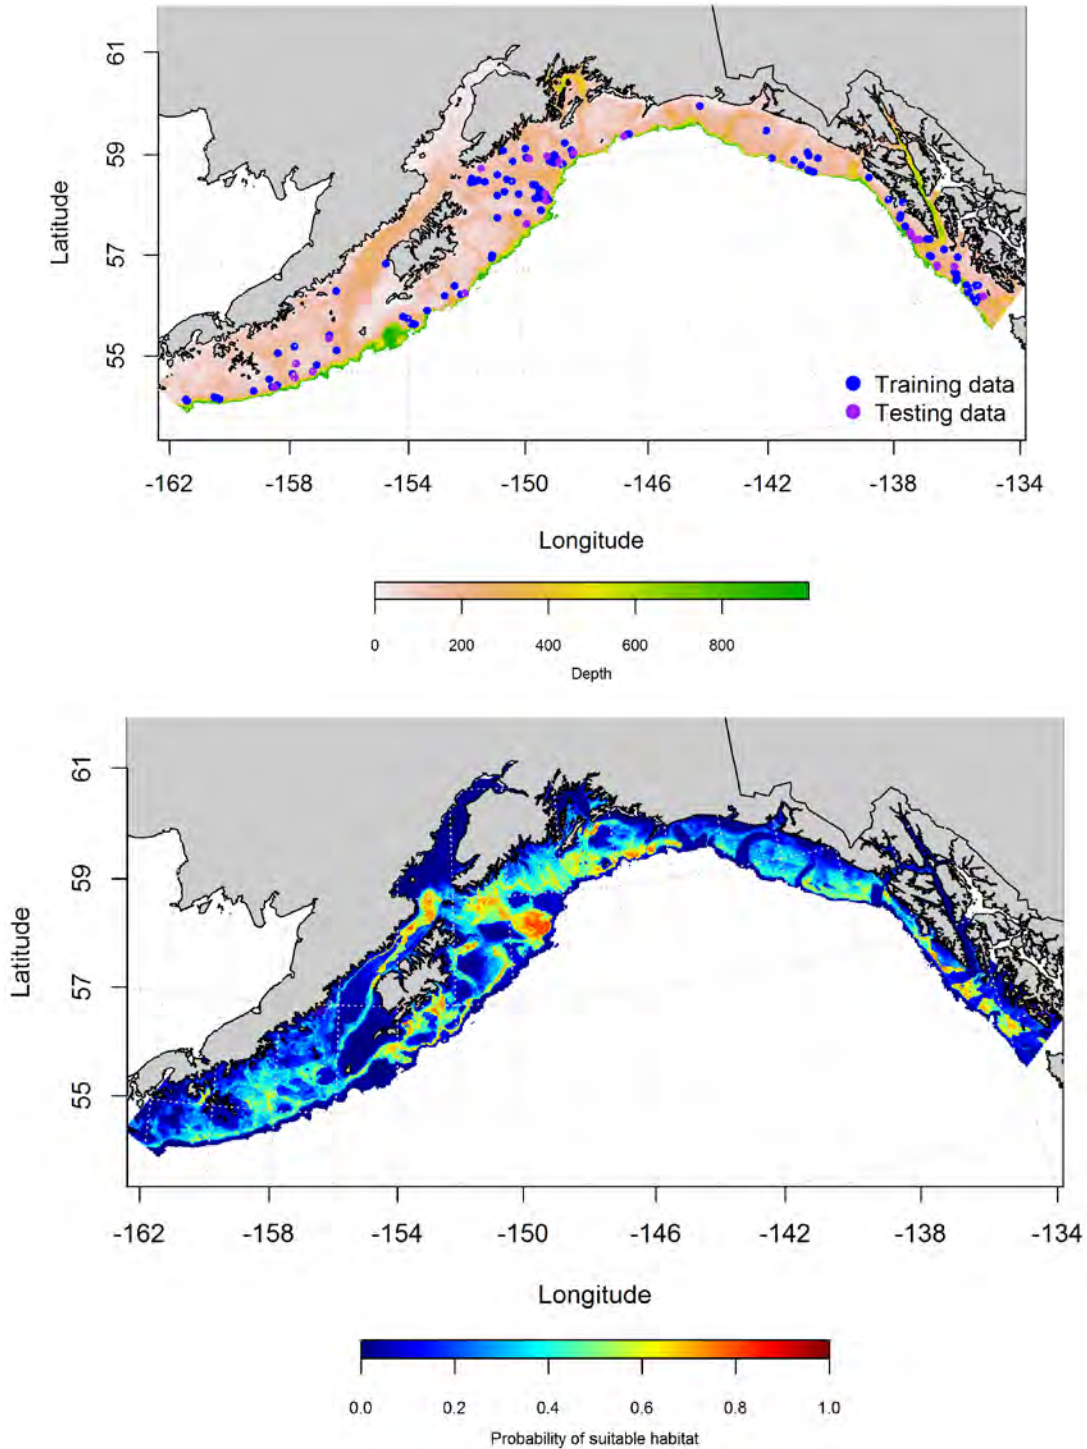 61
59
57
55
Latitude
Training data
Testing data
-162 -158 -154 -150 -146 -142 -138 -134
Longitude
0 200 400 600 800
Depth
61
59
57
55
Latitude
-162 -158 -154 -150 -146 -142 -138 -134
Longitude
0.0 0.2 0.4 0.6 0.8 1.0
Probability of suitable habitat